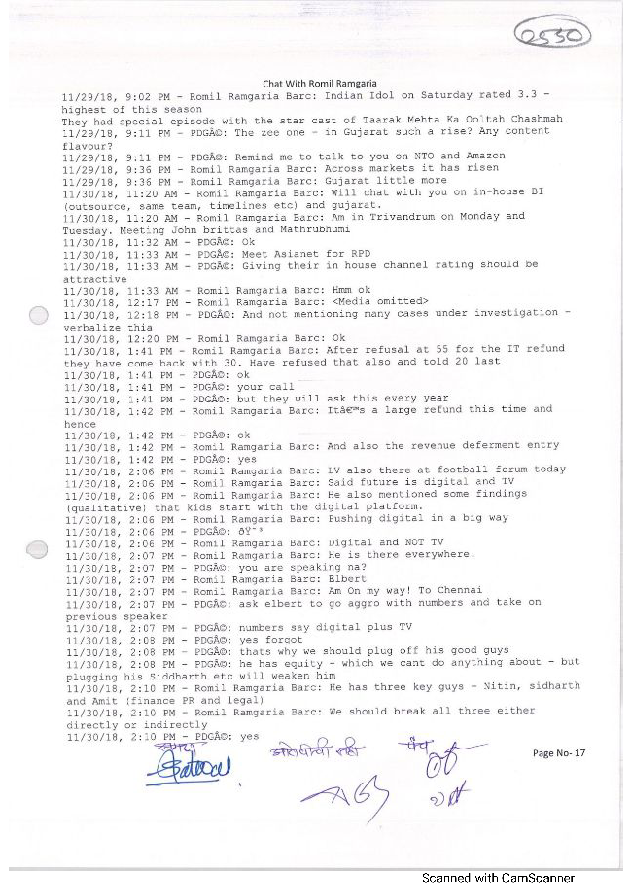 2550
Chat With Romil Ramgaria
11/29/18, 9:02 PM - Romil Ramgaria Barc: Indian Idol on Saturday rated 3.3 -
highest of this season
They had special episode with the star cast of Taarak Mehta Ka Ooltah Chashmah
11/29/18, 9:11 PM - PDGÂ©: The zee one - in Gujarat such a rise? Any content
flavour?
11/29/18, 9:11 PM - PDGÂ©: Remind me to talk to you on NTO and Amazon
11/29/18, 9:36 PM - Romil Ramgaria Barc: Across markets it has risen
11/29/18, 9:36 PM - Romil Ramgaria Barc: Gujarat little more
11/30/18, 11:20 AM - Romil Ramgaria Barc: Will chat with you on in-house BI
(outsource, same team, timelines etc) and gujarat.
11/30/18, 11:20 AM - Romil Ramgaria Barc: Am in Trivandrum on Monday and
Tuesday. Meeting John brittas and Mathrubhumi
11/30/18, 11:32 AM - PDGÂ©: Ok
11/30/18, 11:33 AM - PDGÂ©: Meet Asianet for RPD
11/30/18, 11:33 AM - PDGÂ©: Giving their in house channel rating should be
attractive
11/30/18, 11:33 AM - Romil Ramgaria Barc: Hmm ok
11/30/18, 12:17 PM - Romil Ramgaria Barc: <Media omitted>
11/30/18, 12:18 PM - PDGÂ©: And not mentioning many cases under investigation -
verbalize this
11/30/18, 12:20 PM - Romil Ramgaria Barc: Ok
11/30/18, 1:41 PM - Romil Ramgaria Barc: After refusal at 55 for the IT refund
they have come back with 30. Have refused that also and told 20 last
11/30/18, 1:41 PM - PDGÂ©: ok
11/30/18, 1:41 PM - PDGÂ©: your call
11/30/18, 1:41 PM - PDGÂ©: but they will ask this every year
11/30/18, 1:42 PM - Romil Ramgaria Barc: Itâ€™s a large refund this time and
hence
11/30/18, 1:42 PM - PDGÂ©: ok
11/30/18, 1:42 PM - Romil Ramgaria Barc: And also the revenue deferment entry
11/30/18, 1:42 PM - PDGÂ©: yes
11/30/18, 2:06 PM - Romil Ramgaria Barc: LV also there at football forum today
11/30/18, 2:06 PM - Romil Ramgaria Barc: Said future is digital and TV
11/30/18, 2:06 PM - Romil Ramgaria Barc: He also mentioned some findings
(qualitative) that kids start with the digital platform.
11/30/18, 2:06 PM - Romil Ramgaria Barc: Pushing digital in a big way
11/30/18, 2:06 PM - PDGÂ©:
11/30/18, 2:06 PM - Romil Ramgaria Barc: Digital and NOT TV
11/30/18, 2:07 PM - Romil Ramgaria Barc: He is there everywhere
11/30/18, 2:07 PM - PDGÂ©: you are speaking na?
11/30/18, 2:07 PM - Romil Ramgaria Barc: Elbert
11/30/18, 2:07 PM - Romil Ramgaria Barc: Am On my way! To Chennai
11/30/18, 2:07 PM - PDGÂ©: ask elbert to go aggro with numbers and take on
previous speaker
11/30/18, 2:07 PM - PDGÂ©: numbers say digital plus TV
11/30/18, 2:08 PM - PDGÂ©: yes forgot
11/30/18, 2:08 PM - PDGÂ©: thats why we should plug off his good guys
11/30/18, 2:08 PM - PDGÂ©: he has equity - which we cant do anything about - but
plugging his Siddharth etc will weaken him
11/30/18, 2:10 PM - Romil Ramgaria Barc: He has three key guys - Nitin, sidharth
and Amit (finance PR and legal)
11/30/18, 2:10 PM - Romil Ramgaria Barc: We should break all three either
directly or indirectly
11/30/18, 2:10 PM - PDGÂ©: yes
आरोपीची सही
पंच
Page No- 17
Scanned with CamScanner